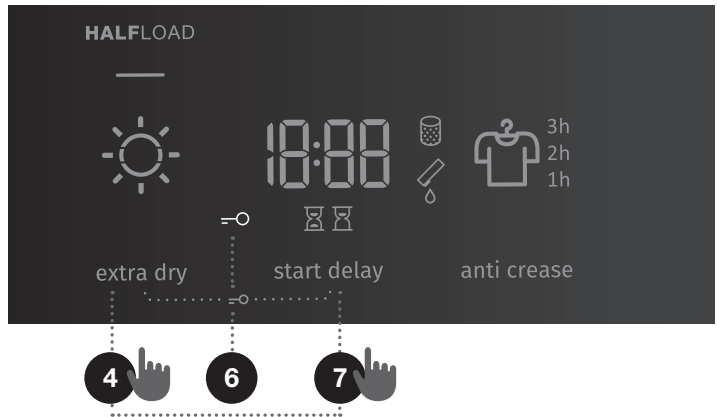 HALFLOAD
18:88
3h
2h
1h
extra dry start delay anti crease
4 6 7